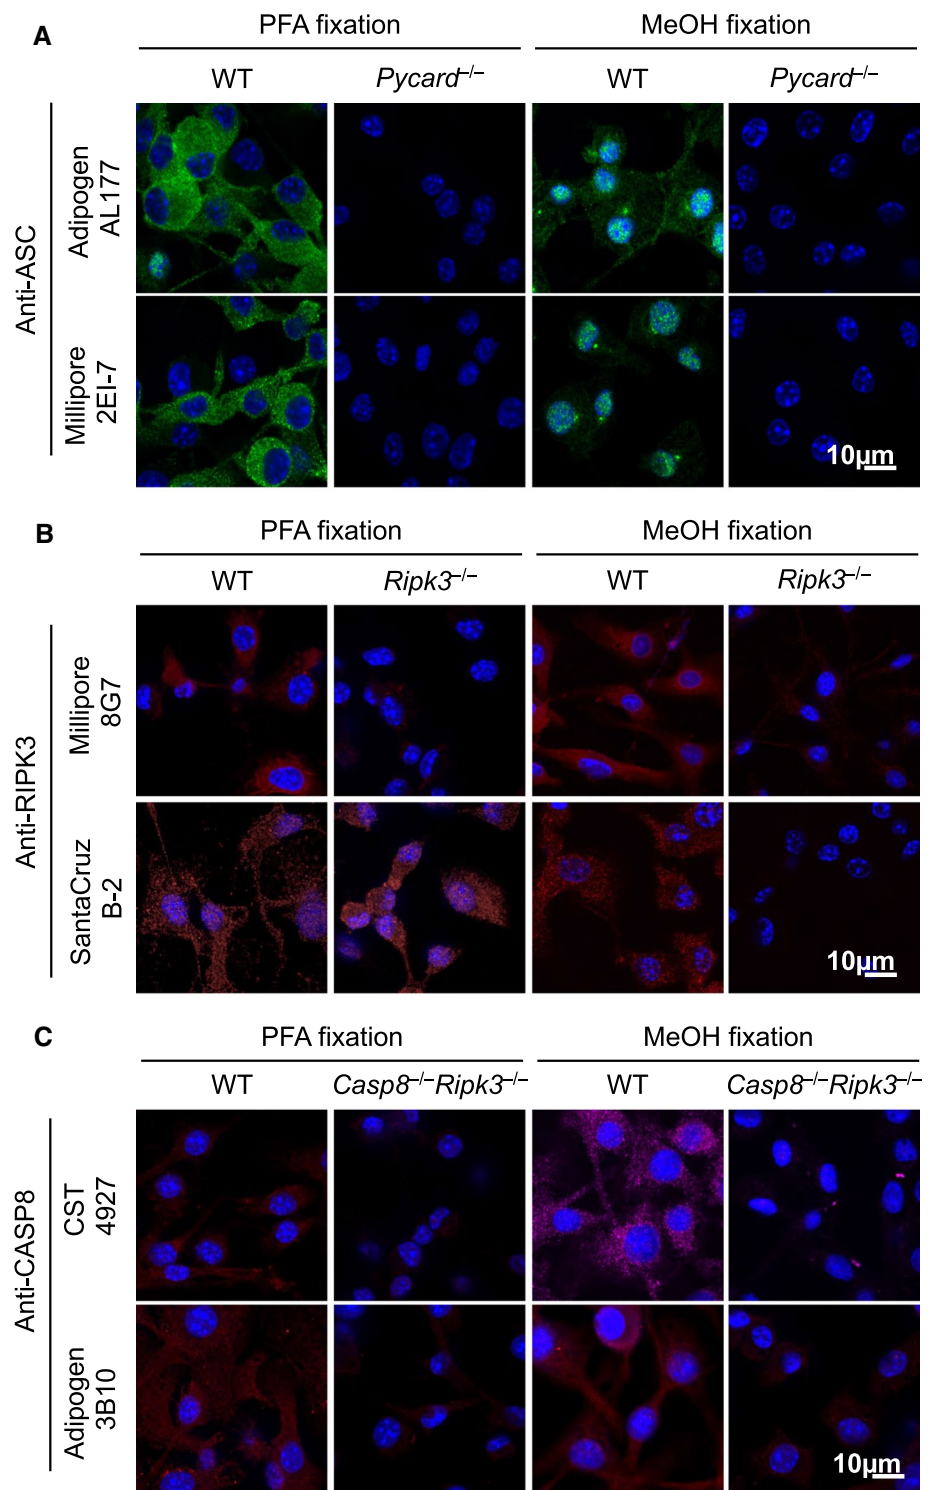 A
PFA fixation
MeOH fixation
WT
Pycard–/–
WT
Pycard–/–
Anti-ASC
Adipogen
AL177
Millipore
2EI-7
10µm
B
PFA fixation
MeOH fixation
WT
Ripk3–/–
WT
Ripk3–/–
Anti-RIPK3
Millipore
8G7
SantaCruz
B-2
10µm
C
PFA fixation
MeOH fixation
WT
Casp8–/–Ripk3–/–
WT
Casp8–/–Ripk3–/–
Anti-CASP8
CST
4927
Adipogen
3B10
10µm